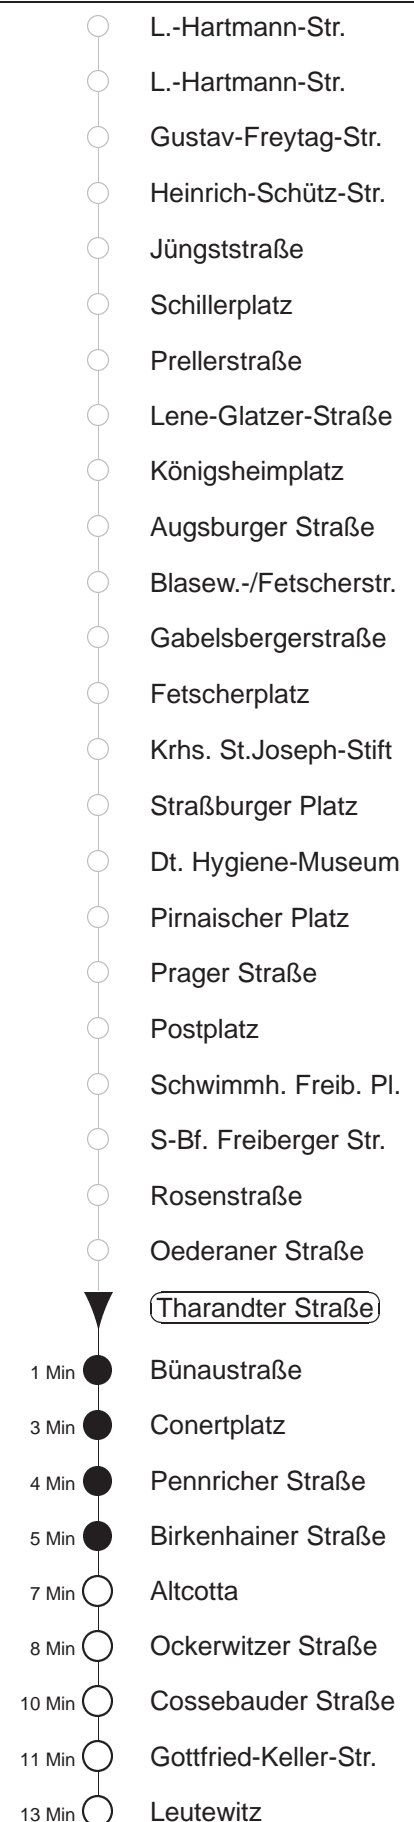 L.-Hartmann-Str.
L.-Hartmann-Str.
Gustav-Freytag-Str.
Heinrich-Schütz-Str.
Jüngststraße
Schillerplatz
Prellerstraße
Lene-Glatzer-Straße
Königsheimplatz
Augsburger Straße
Blasew.-/Fetscherstr.
Gabelsbergerstraße
Fetscherplatz
Krhs. St.Joseph-Stift
Straßburger Platz
Dt. Hygiene-Museum
Pirnaischer Platz
Prager Straße
Postplatz
Schwimmh. Freib. Pl.
S-Bf. Freiberger Str.
Rosenstraße
Oederaner Straße
Tharandter Straße
1 Min Bünaustraße
3 Min Conertplatz
4 Min Pennricher Straße
5 Min Birkenhainer Straße
7 Min Altcotta
8 Min Ockerwitzer Straße
10 Min Cossebauder Straße
11 Min Gottfried-Keller-Str.
13 Min Leutewitz